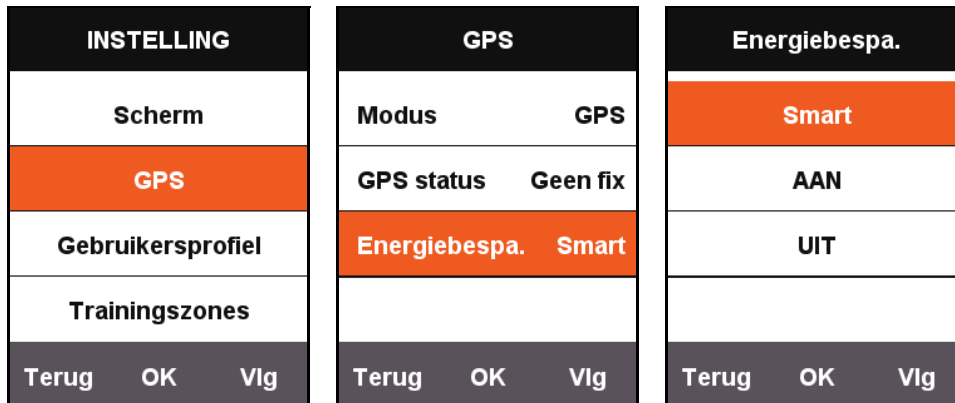 INSTELLING
Scherm
GPS
Gebruikersprofiel
Trainingszones
Terug OK Vlg
GPS
Modus GPS
GPS status Geen fix
Energiebespa. Smart
Terug OK Vlg
Energiebespa.
Smart
AAN
UIT
Terug OK Vlg